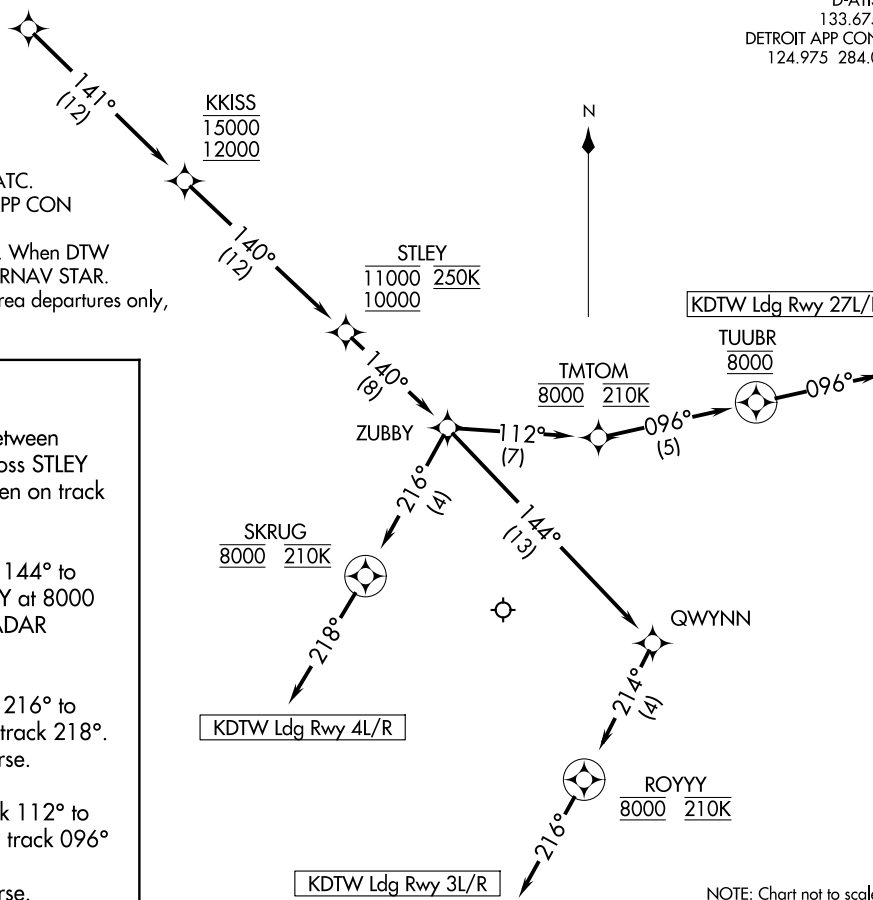 D-ATIS
133.675
DETROIT APP CON
124.975 284.0
141°
(12)
KKISS
15000
12000
N
ATC.
APP CON
. When DTW
RNAV STAR.
rea departures only,
140°
(12)
STLEY
11000 250K
10000
KDTW Ldg Rwy 27L/
TUUBR
8000
140°
(8)
TMTOM
8000 210K
096°
096°
(5)
ZUBBY
112°
(7)
etween
oss STLEY
en on track
216°
(4)
144°
(13)
SKRUG
8000 210K
144° to
Y at 8000
ADAR
QWYNN
218°
214°
(4)
216° to
track 218°.
rse.
KDTW Ldg Rwy 4L/R
ROYYY
8000 210K
k 112° to
track 096°
216°
rse.
KDTW Ldg Rwy 3L/R
NOTE: Chart not to scale